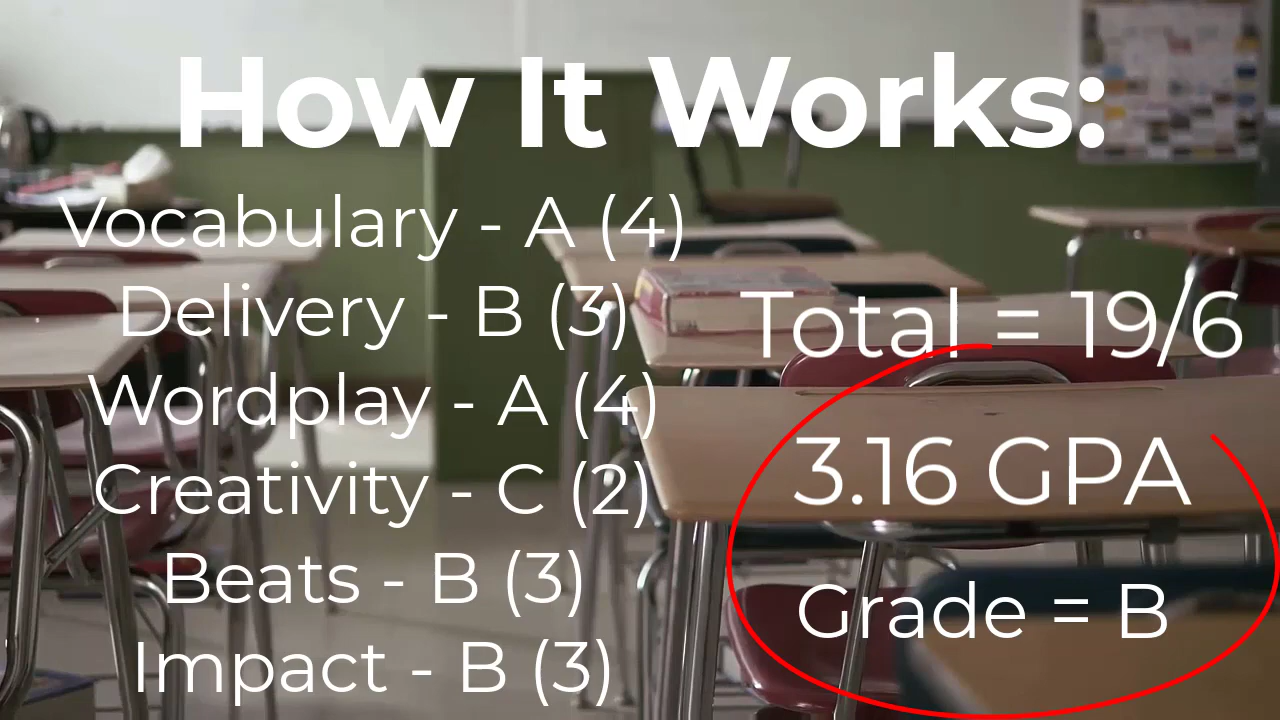 How It Works:
Vocabulary - A (4)
Delivery - B (3)
Wordplay - A (4)
Creativity - C (2)
Beats - B (3)
Impact - B (3)
Total = 19/6
3.16 GPA
Grade = B